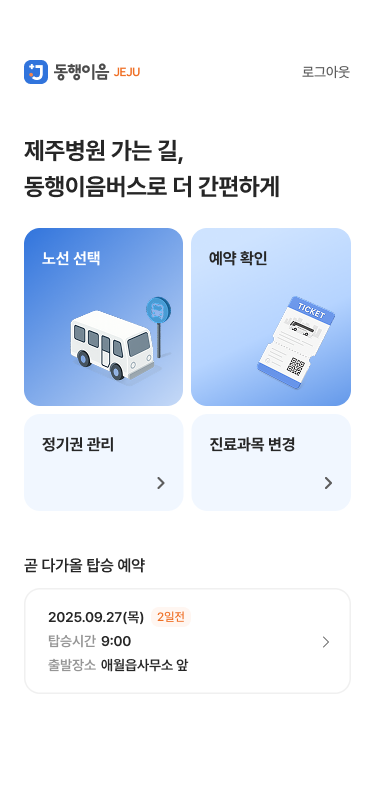 동행이음 JEJU
로그아웃
제주병원 가는 길,
동행이음버스로 더 간편하게
노선 선택
예약 확인
TICKET
정기권 관리
진료과목 변경
곧 다가올 탑승 예약
2025.09.27(목) 2일전
탑승시간 9:00
출발장소 애월읍사무소 앞